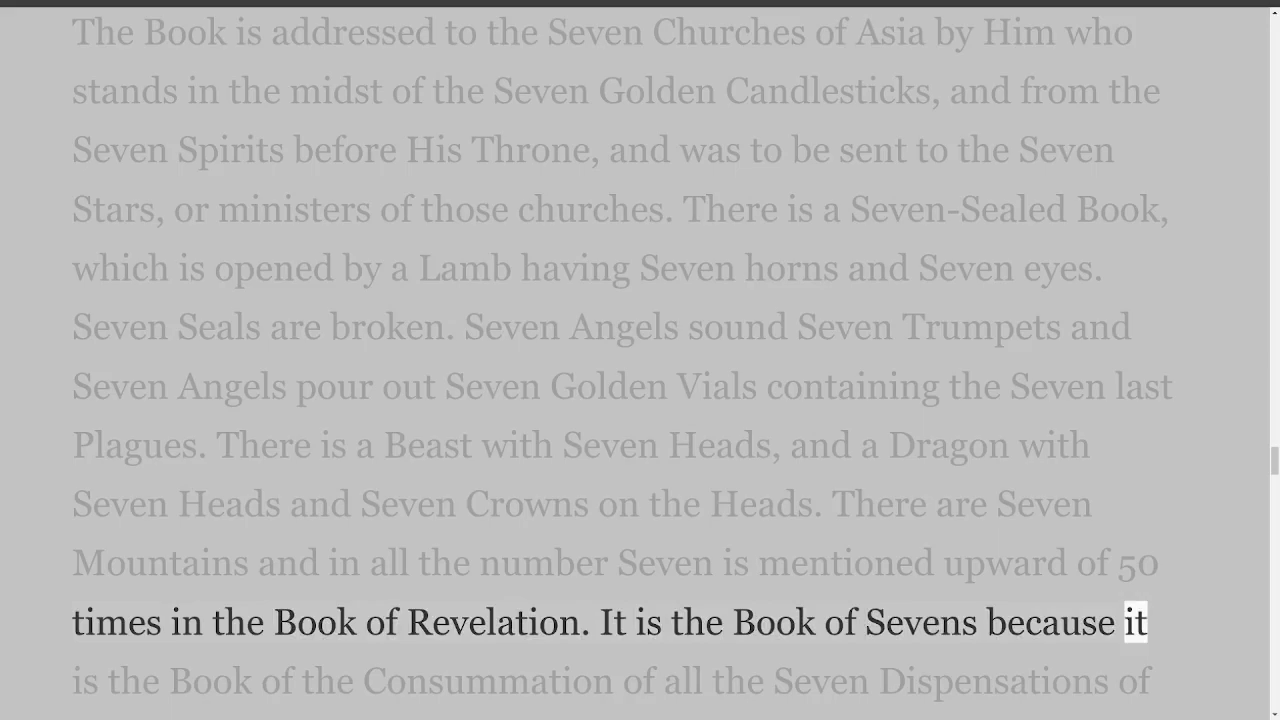 The Book is addressed to the Seven Churches of Asia by Him who
stands in the midst of the Seven Golden Candlesticks, and from the
Seven Spirits before His Throne, and was to be sent to the Seven
Stars, or ministers of those churches. There is a Seven-Sealed Book,
which is opened by a Lamb having Seven horns and Seven eyes.
Seven Seals are broken. Seven Angels sound Seven Trumpets and
Seven Angels pour out Seven Golden Vials containing the Seven last
Plagues. There is a Beast with Seven Heads, and a Dragon with
Seven Heads and Seven Crowns on the Heads. There are Seven
Mountains and in all the number Seven is mentioned upward of 50
times in the Book of Revelation. It is the Book of Sevens because it
is the Book of the Consummation of all the Seven Dispensations of